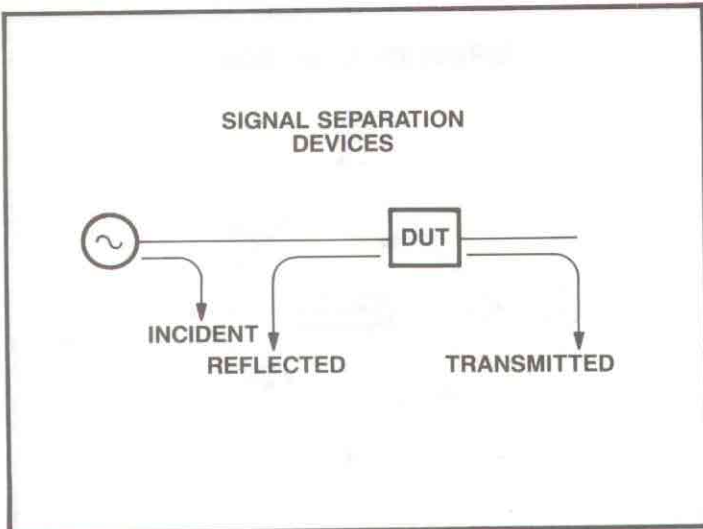 SIGNAL SEPARATION
DEVICES
DUT
INCIDENT
REFLECTED
TRANSMITTED